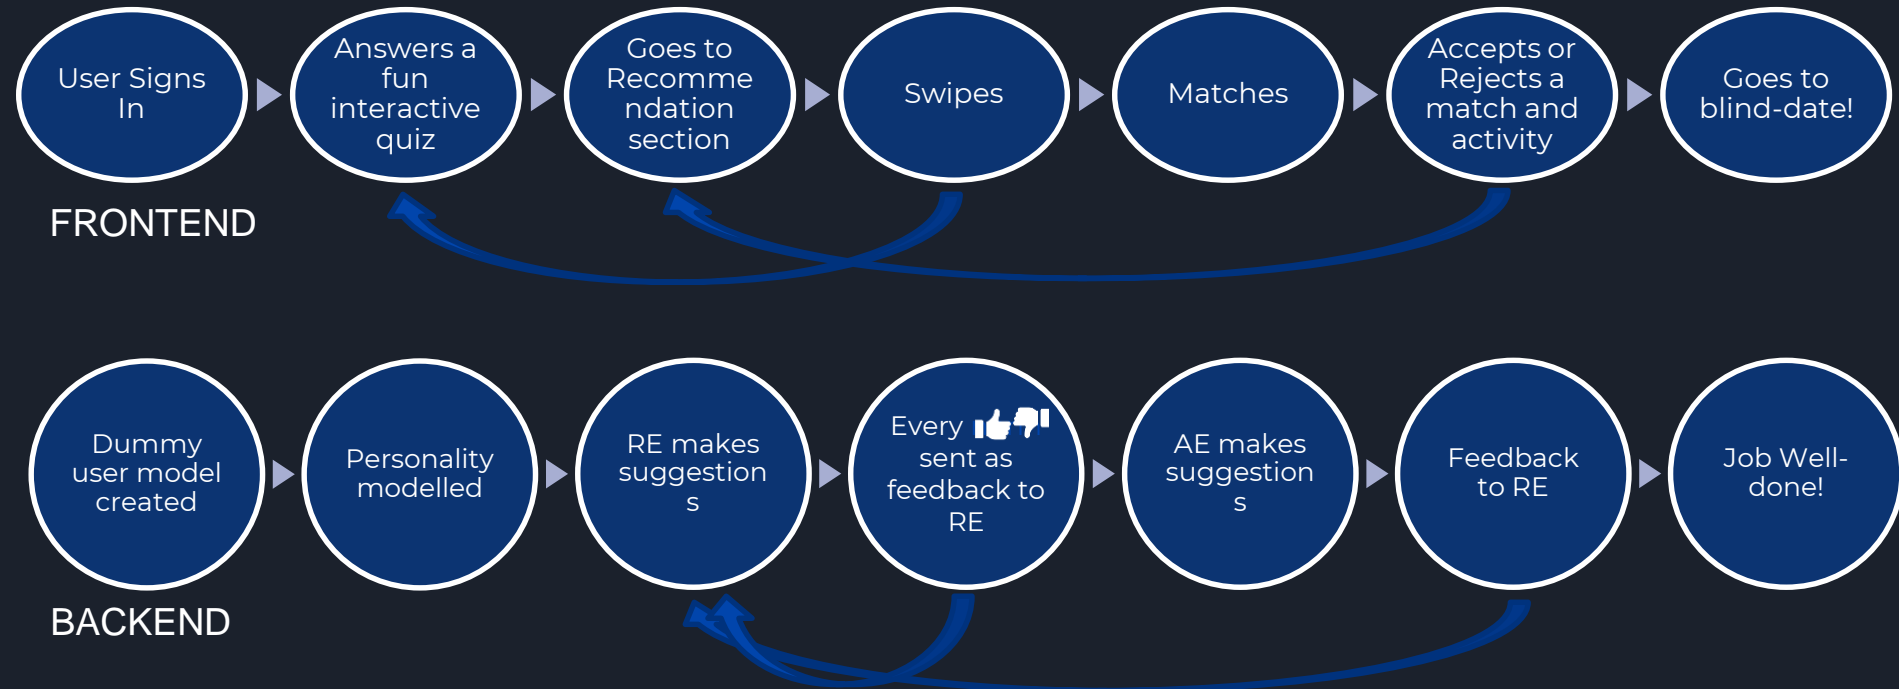 User Signs
In
Answers a
fun
interactive
quiz
Goes to
Recomme
ndation
section
Swipes
Matches
Accepts or
Rejects a
match and
activity
Goes to
blind-date!
FRONTEND
Dummy
user model
created
Personality
modelled
RE makes
suggestion
s
Every
sent as
feedback to
RE
AE makes
suggestion
s
Feedback
to RE
Job Well-
done!
BACKEND